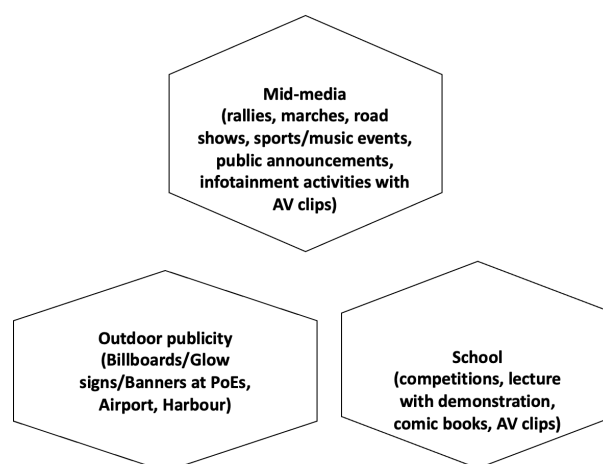 Mid-media
(rallies, marches, road
shows, sports/music events,
public announcements,
infotainment activities with
AV clips)
Outdoor publicity
(Billboards/Glow
signs/Banners at PoEs,
Airport, Harbour)
School
(competitions, lecture
with demonstration,
comic books, AV clips)